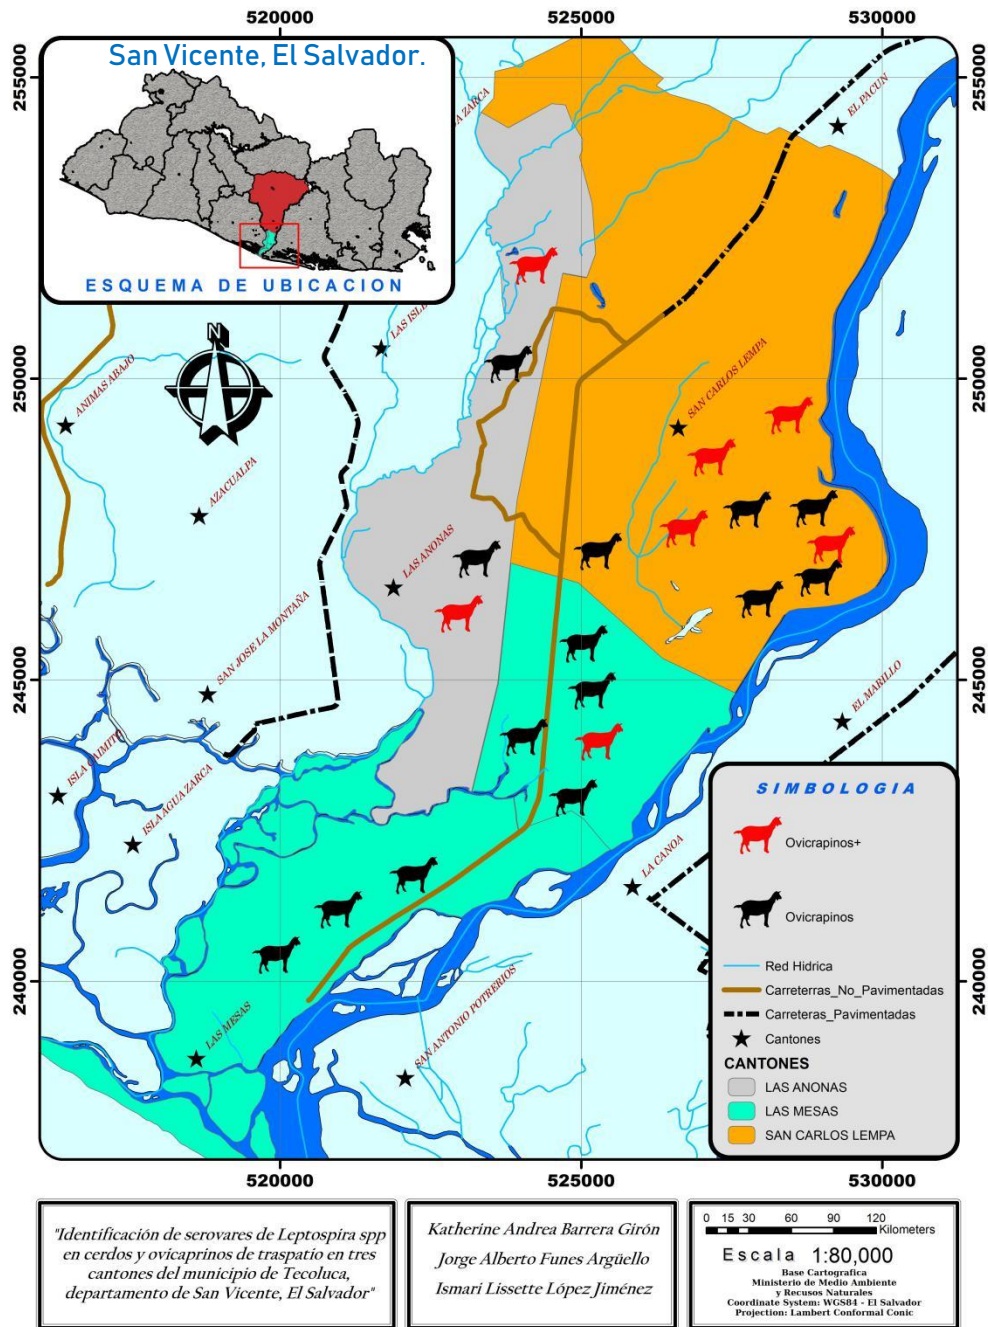 520000
525000
530000
255000
250000
245000
240000
255000
250000
245000
240000
San Vicente, El Salvador.
ESQUEMA DE UBICACION
N
ZARCA
EL PACUN
LAS ISLE
ANIMAS ABAJO
SAN CARLOS LEMPA
AZACUALPA
LAS ANONAS
SAN JOSE LA MONTAÑA
EL MARILLO
ISLA CAIMITO
ISLA AGUA ZARCA
LA CANOA
SAN ANTONIO POTRERIOS
LAS MESAS
SIMBOLOGIA
Ovicrapinos+
Ovicrapinos
Red Hidrica
Carreterras_No_Pavimentadas
Carreteras_Pavimentadas
Cantones
CANTONES
LAS ANONAS
LAS MESAS
SAN CARLOS LEMPA
520000
525000
530000
"Identificación de serovares de Leptospira spp
en cerdos y ovicaprinos de traspatio en tres
cantones del municipio de Tecoluca,
departamento de San Vicente, El Salvador"
Katherine Andrea Barrera Girón
Jorge Alberto Funes Argüello
Ismari Lissette López Jiménez
0 15 30 60 90 120
Kilometers
Escala 1:80,000
Base Cartografica
Ministerio de Medio Ambiente
y Recusos Naturales
Coordinate System: WGS84 - El Salvador
Projection: Lambert Conformal Conic